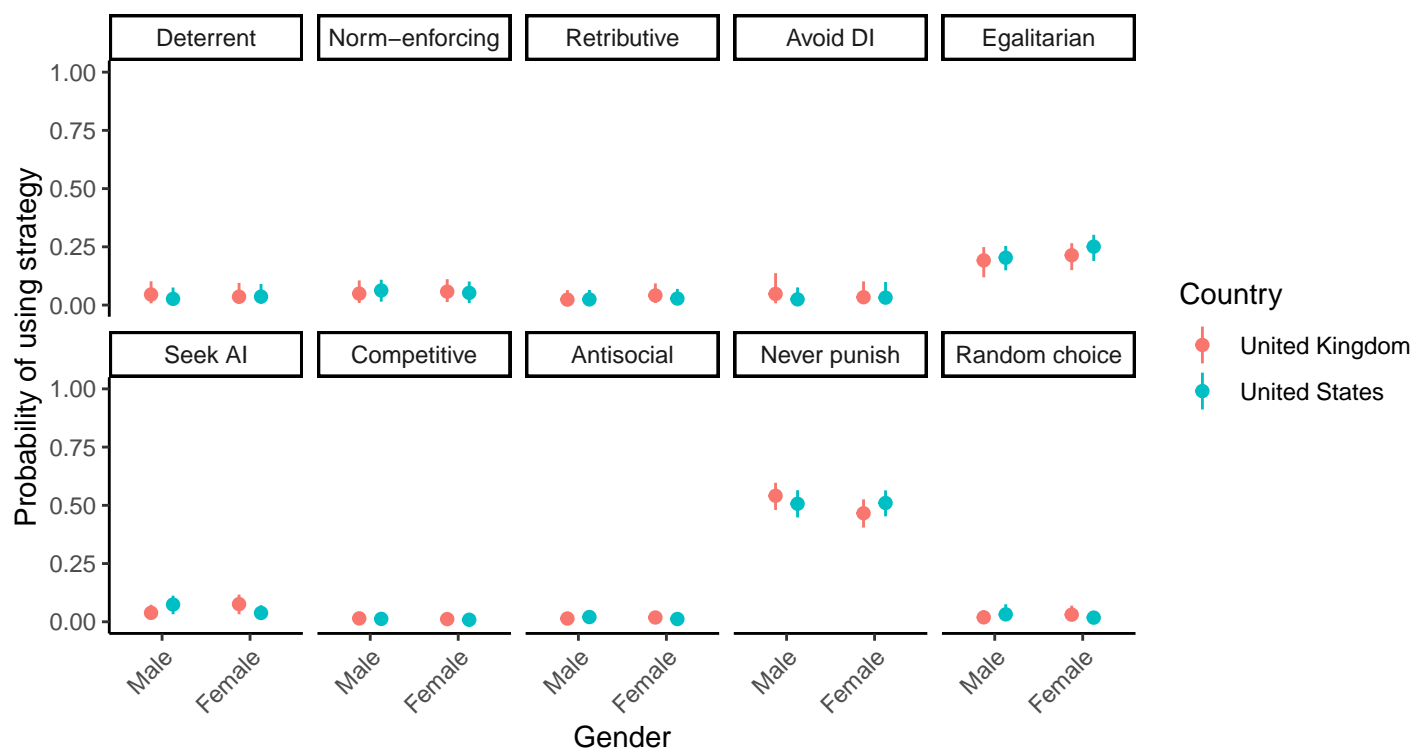 Deterrent
Norm−enforcing
Retributive
Avoid DI
Egalitarian
1.00
0.75
0.50
0.25
0.00
Seek AI
Competitive
Antisocial
Never punish
Random choice
1.00
0.75
0.50
0.25
0.00
Male
Female
Male
Female
Male
Female
Male
Female
Male
Female
Gender
Probability of using strategy
Country
United Kingdom
United States